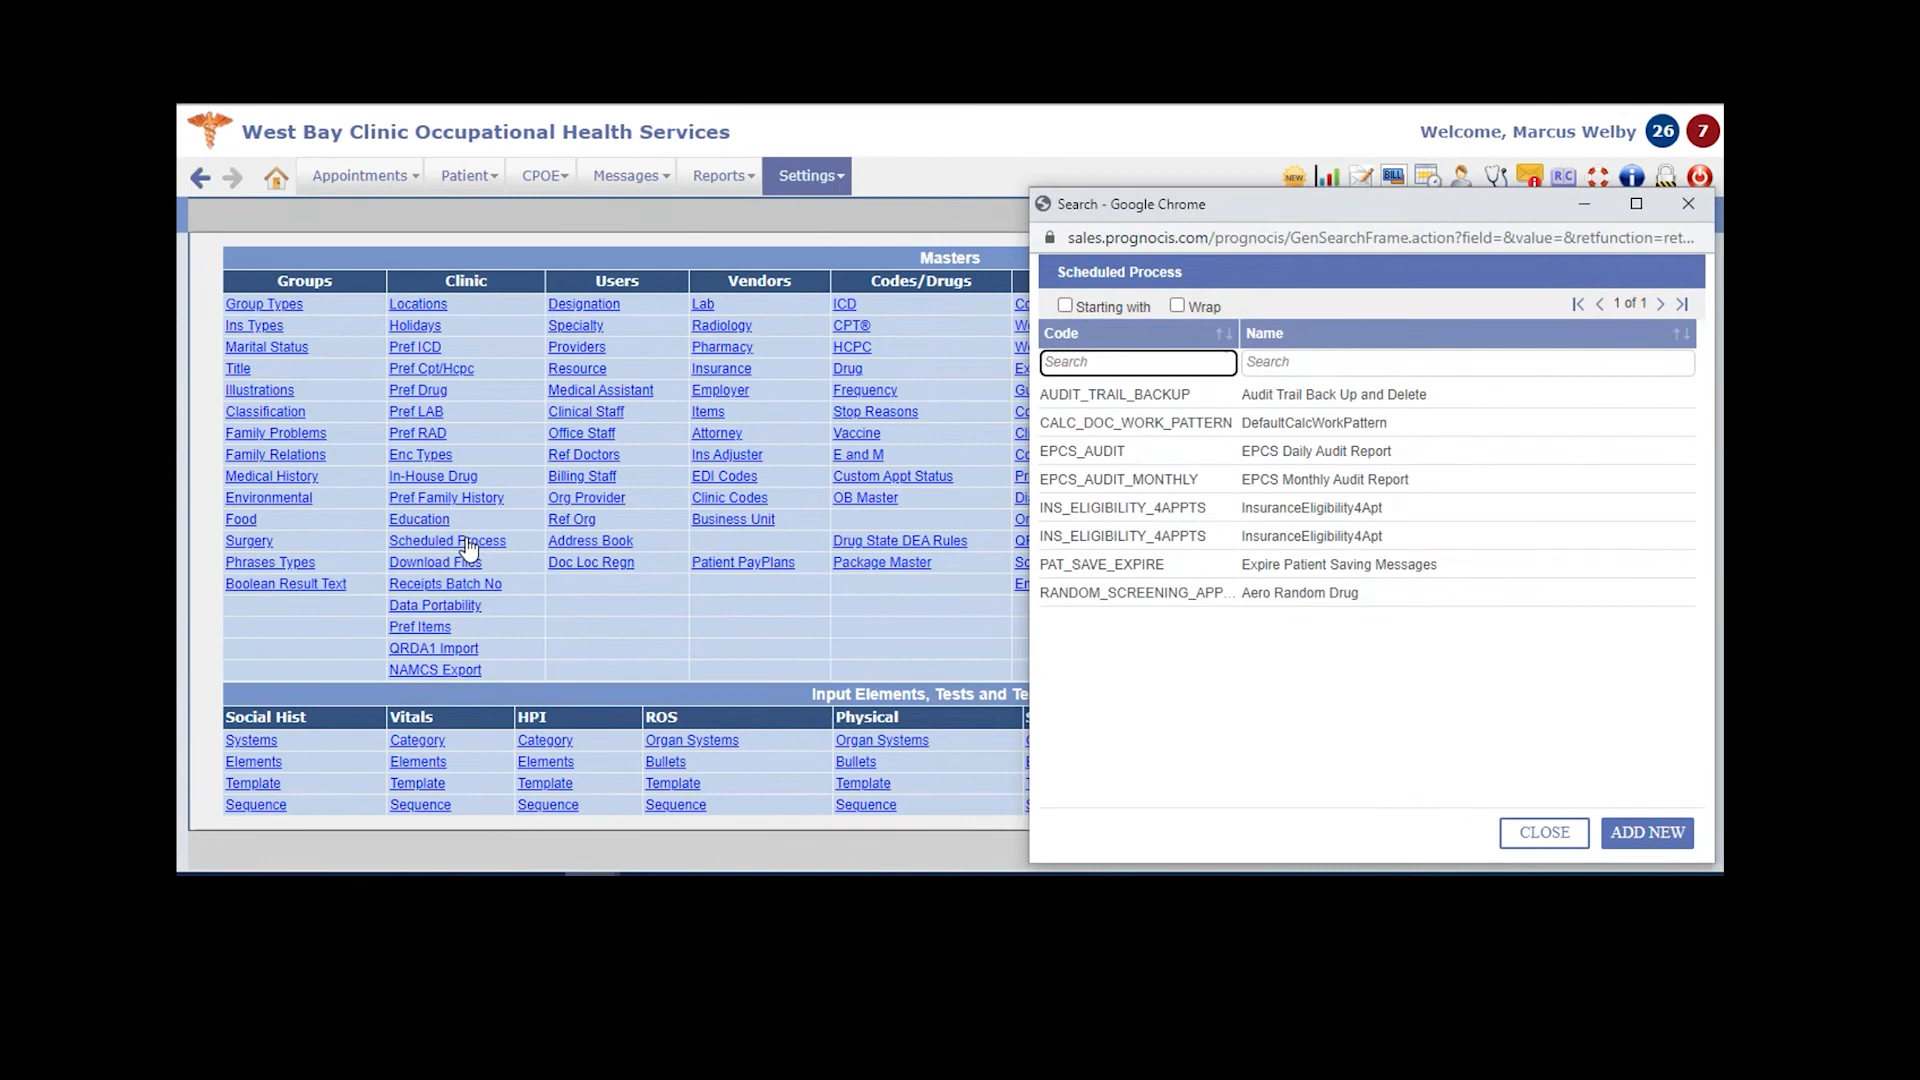 West Bay Clinic Occupational Health Services
Welcome, Marcus Welby 26 7
Appointments Patient CPOE Messages Reports Settings
NEW BILL R C
Search - Google Chrome
sales.prognocis.com/prognocis/GenSearchFrame.action?field=&value=&retfunction=ret...
Scheduled Process
Starting with Wrap 1 of 1
Code Name
Search Search
AUDIT_TRAIL_BACKUP Audit Trail Back Up and Delete
CALC_DOC_WORK_PATTERN DefaultCalcWorkPattern
EPCS_AUDIT EPCS Daily Audit Report
EPCS_AUDIT_MONTHLY EPCS Monthly Audit Report
INS_ELIGIBILITY_4APPTS InsuranceEligibility4Apt
INS_ELIGIBILITY_4APPTS InsuranceEligibility4Apt
PAT_SAVE_EXPIRE Expire Patient Saving Messages
RANDOM_SCREENING_APP... Aero Random Drug
CLOSE ADD NEW
Masters
Groups Clinic Users Vendors Codes/Drugs
Group Types Locations Designation Lab ICD
Ins Types Holidays Specialty Radiology CPT®
Marital Status Pref ICD Providers Pharmacy HCPC
Title Pref Cpt/Hcpc Resource Insurance Drug
Illustrations Pref Drug Medical Assistant Employer Frequency
Classification Pref LAB Clinical Staff Items Stop Reasons
Family Problems Pref RAD Office Staff Attorney Vaccine
Family Relations Enc Types Ref Doctors Ins Adjuster E and M
Medical History In-House Drug Billing Staff EDI Codes Custom Appt Status
Environmental Pref Family History Org Provider Clinic Codes OB Master
Food Education Ref Org Business Unit
Surgery Scheduled Process Address Book Drug State DEA Rules
Phrases Types Download Files Doc Loc Regn Patient PayPlans Package Master
Boolean Result Text Receipts Batch No
Data Portability
Pref Items
QRDA1 Import
NAMCS Export
Input Elements, Tests and Te
Social Hist Vitals HPI ROS Physical
Systems Category Category Organ Systems Organ Systems
Elements Elements Elements Bullets Bullets
Template Template Template Template Template
Sequence Sequence Sequence Sequence Sequence